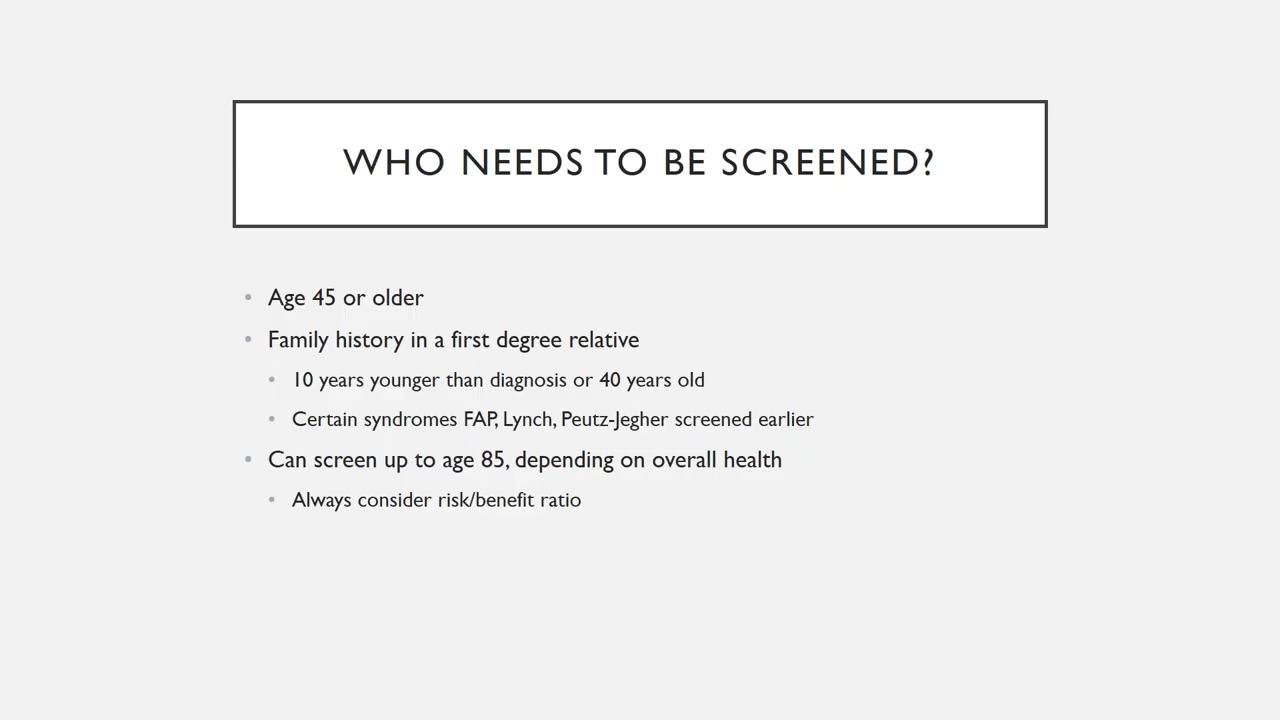 WHO NEEDS TO BE SCREENED?
• Age 45 or older
• Family history in a first degree relative
• 10 years younger than diagnosis or 40 years old
• Certain syndromes FAP, Lynch, Peutz-Jegher screened earlier
• Can screen up to age 85, depending on overall health
• Always consider risk/benefit ratio